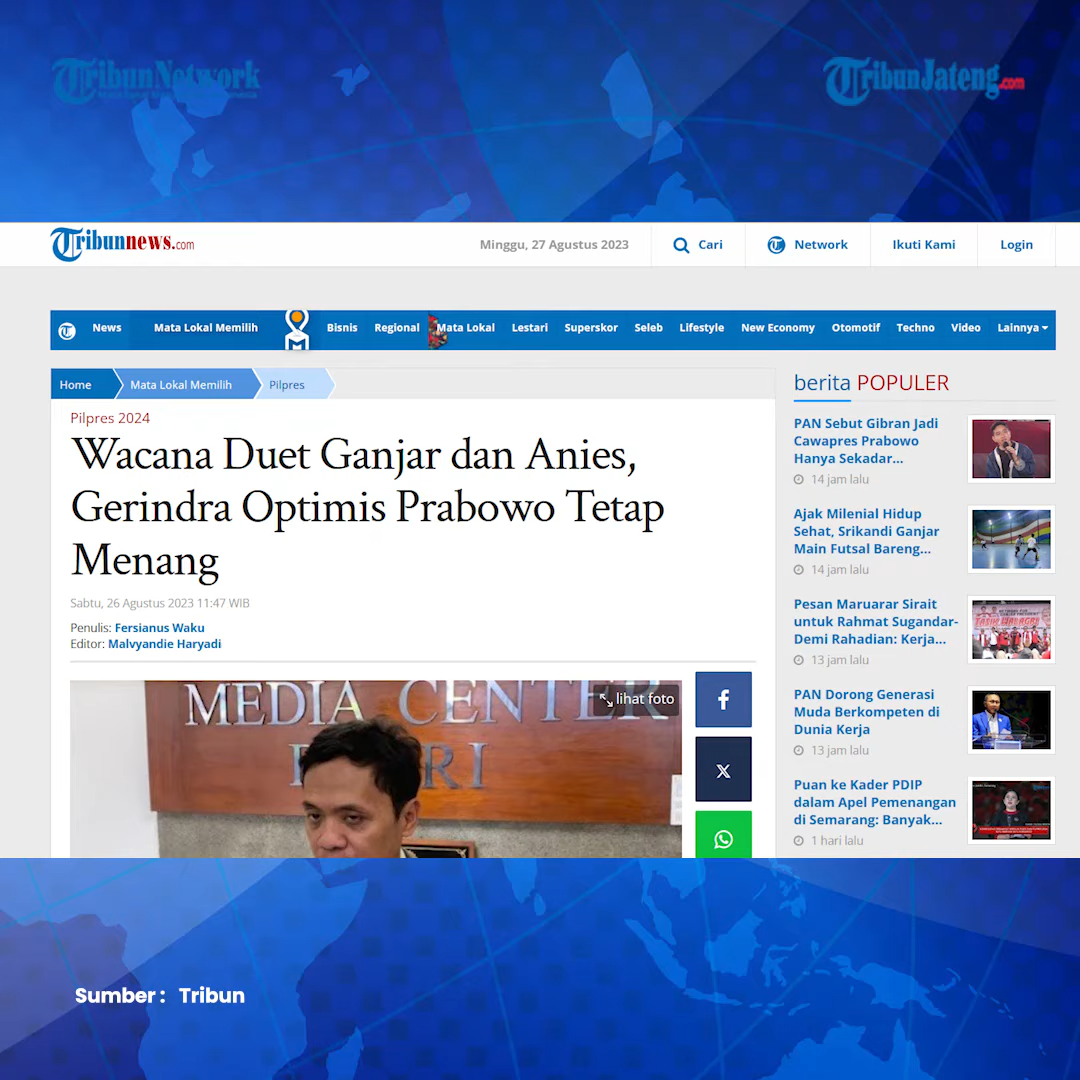 TribunNetwork
TribunJateng.com
Tribunnews.com
Minggu, 27 Agustus 2023
Cari
Network
Ikuti Kami
Login
News
Mata Lokal Memilih
Bisnis
Regional
Mata Lokal
Lestari
Superskor
Seleb
Lifestyle
New Economy
Otomotif
Techno
Video
Lainnya
Home
Mata Lokal Memilih
Pilpres
Pilpres 2024
Wacana Duet Ganjar dan Anies,
Gerindra Optimis Prabowo Tetap
Menang
Sabtu, 26 Agustus 2023 11:47 WIB
Penulis: Fersianus Waku
Editor: Malvyandie Haryadi
MEDIA CENTER
lihat foto
berita POPULER
PAN Sebut Gibran Jadi
Cawapres Prabowo
Hanya Sekadar...
14 jam lalu
Ajak Milenial Hidup
Sehat, Srikandi Ganjar
Main Futsal Bareng...
14 jam lalu
Pesan Maruarar Sirait
untuk Rahmat Sugandar-
Demi Rahadian: Kerja...
13 jam lalu
PAN Dorong Generasi
Muda Berkompeten di
Dunia Kerja
13 jam lalu
Puan ke Kader PDIP
dalam Apel Pemenangan
di Semarang: Banyak...
1 hari lalu
Sumber : Tribun